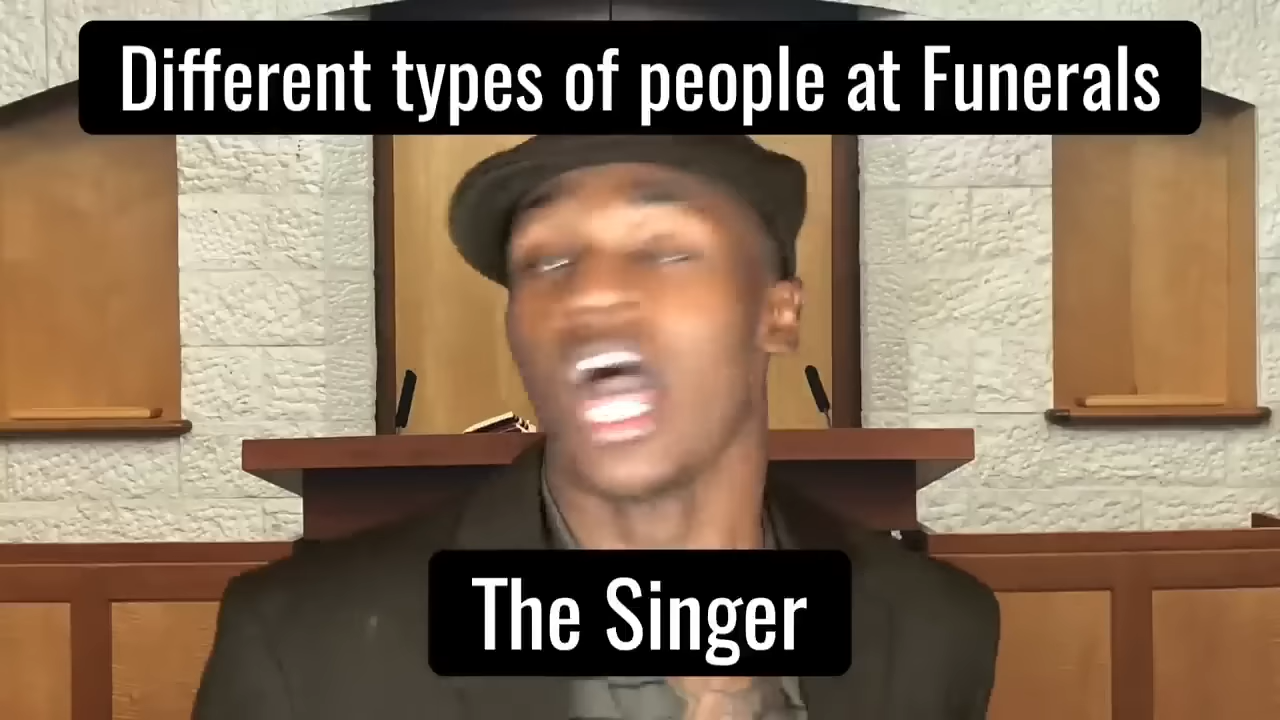 Different types of people at Funerals
The Singer